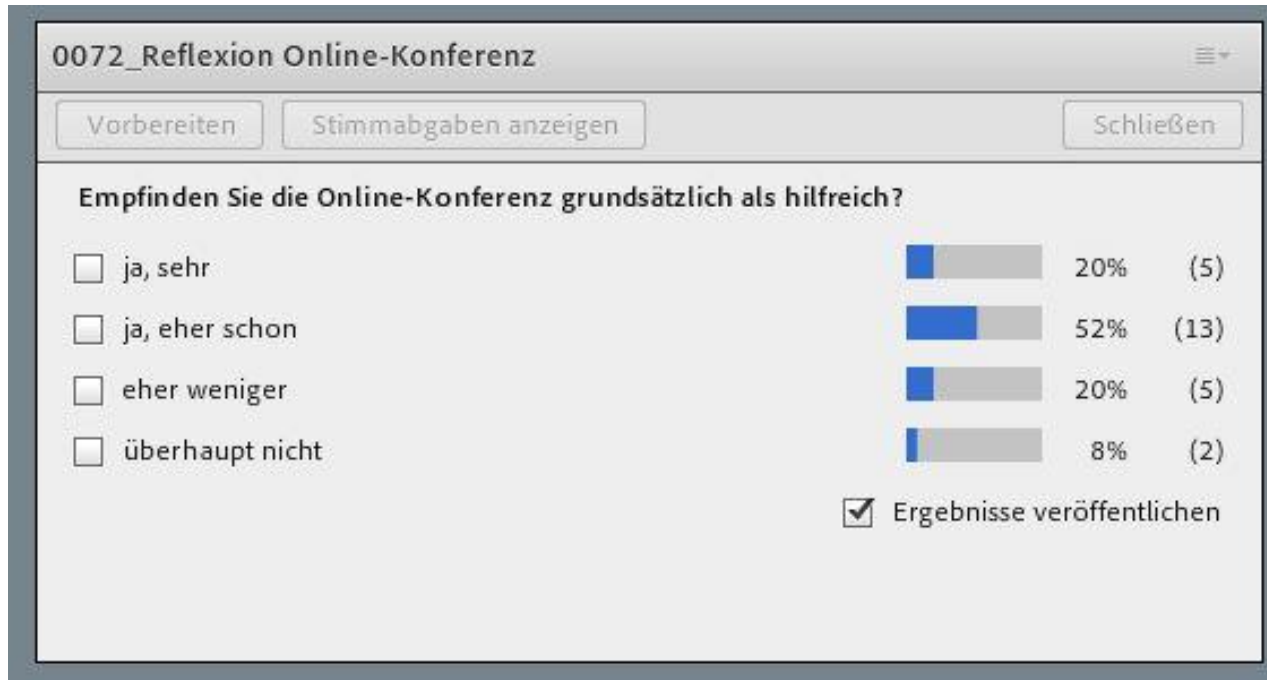 0072_Reflexion Online-Konferenz
Vorbereiten Stimmabgaben anzeigen Schließen
Empfinden Sie die Online-Konferenz grundsätzlich als hilfreich?
ja, sehr 20% (5)
ja, eher schon 52% (13)
eher weniger 20% (5)
überhaupt nicht 8% (2)
Ergebnisse veröffentlichen